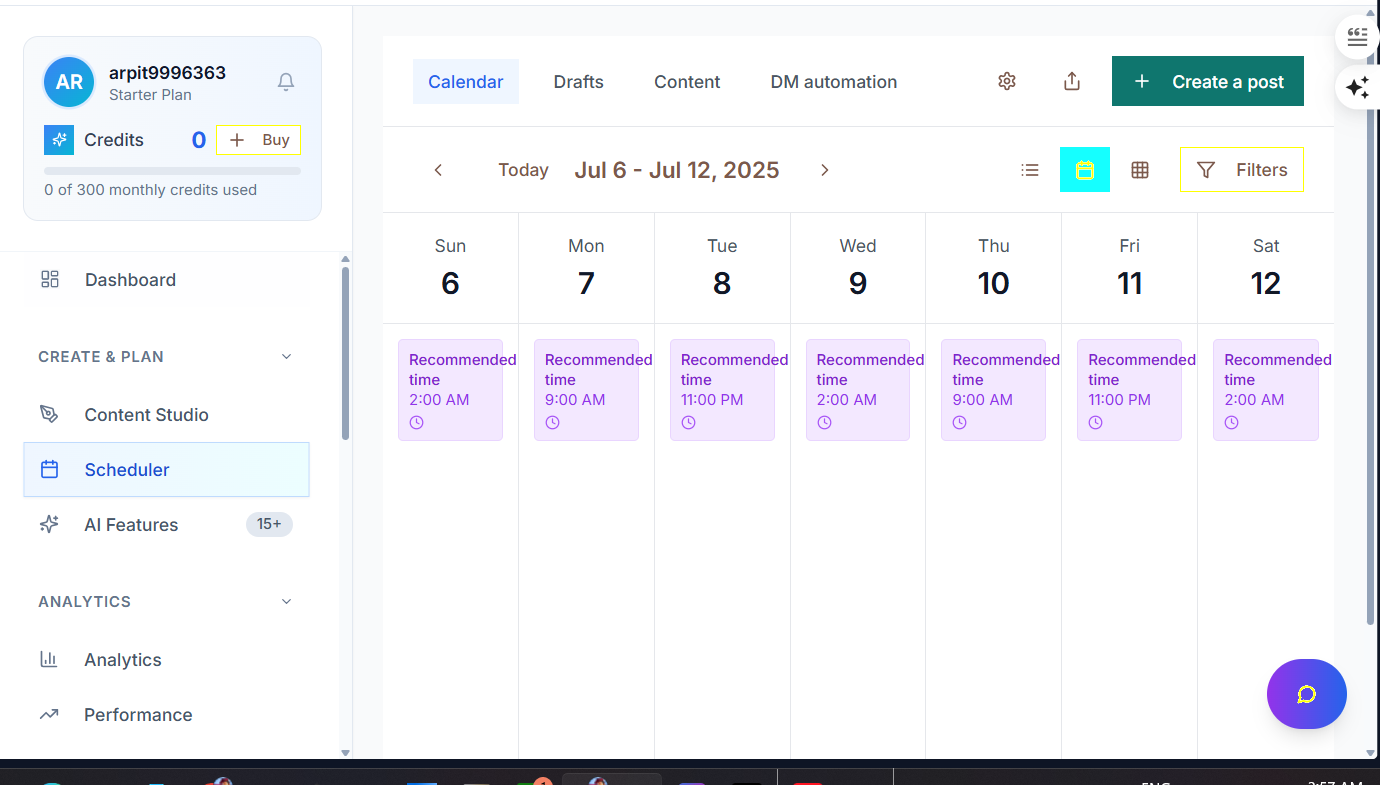 AR
arpit9996363
Starter Plan
Credits
0
Buy
0 of 300 monthly credits used
Dashboard
CREATE & PLAN
Content Studio
Scheduler
AI Features
15+
ANALYTICS
Analytics
Performance
Calendar
Drafts
Content
DM automation
Create a post
Today
Jul 6 - Jul 12, 2025
Filters
Sun
6
Mon
7
Tue
8
Wed
9
Thu
10
Fri
11
Sat
12
Recommended
time
2:00 AM
Recommended
time
9:00 AM
Recommended
time
11:00 PM
Recommended
time
2:00 AM
Recommended
time
9:00 AM
Recommended
time
11:00 PM
Recommended
time
2:00 AM